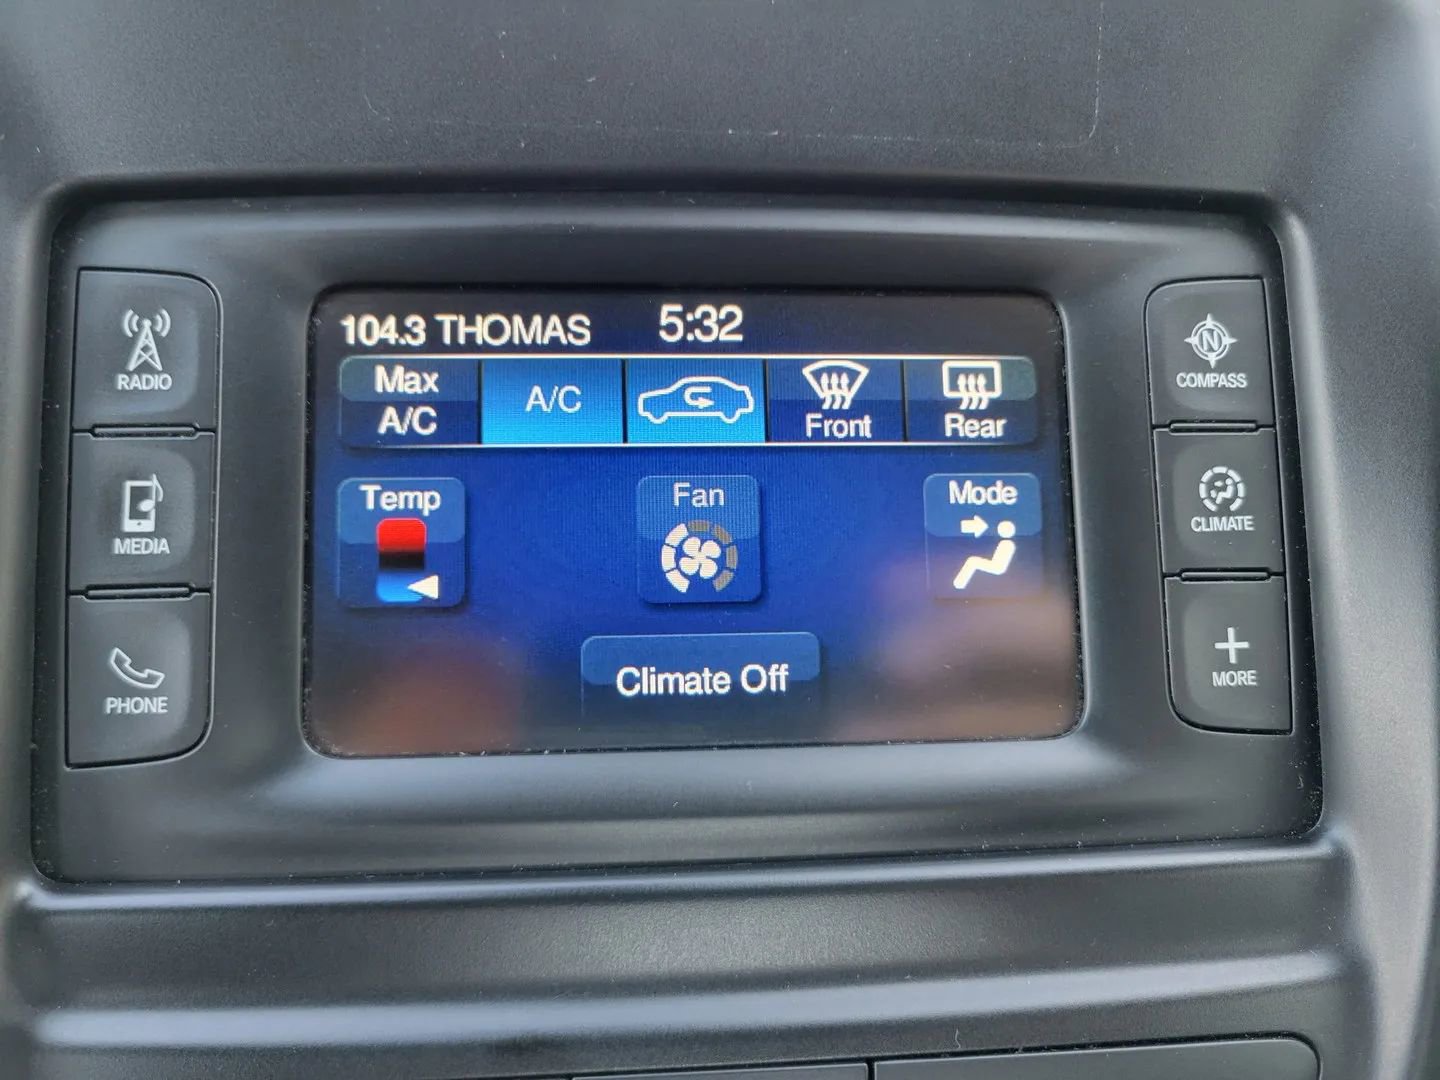 104.3 THOMAS 5:32
Max
A/C
A/C
Front
Rear
Temp
Fan
Mode
Climate Off
RADIO
MEDIA
PHONE
N
COMPASS
CLIMATE
MORE